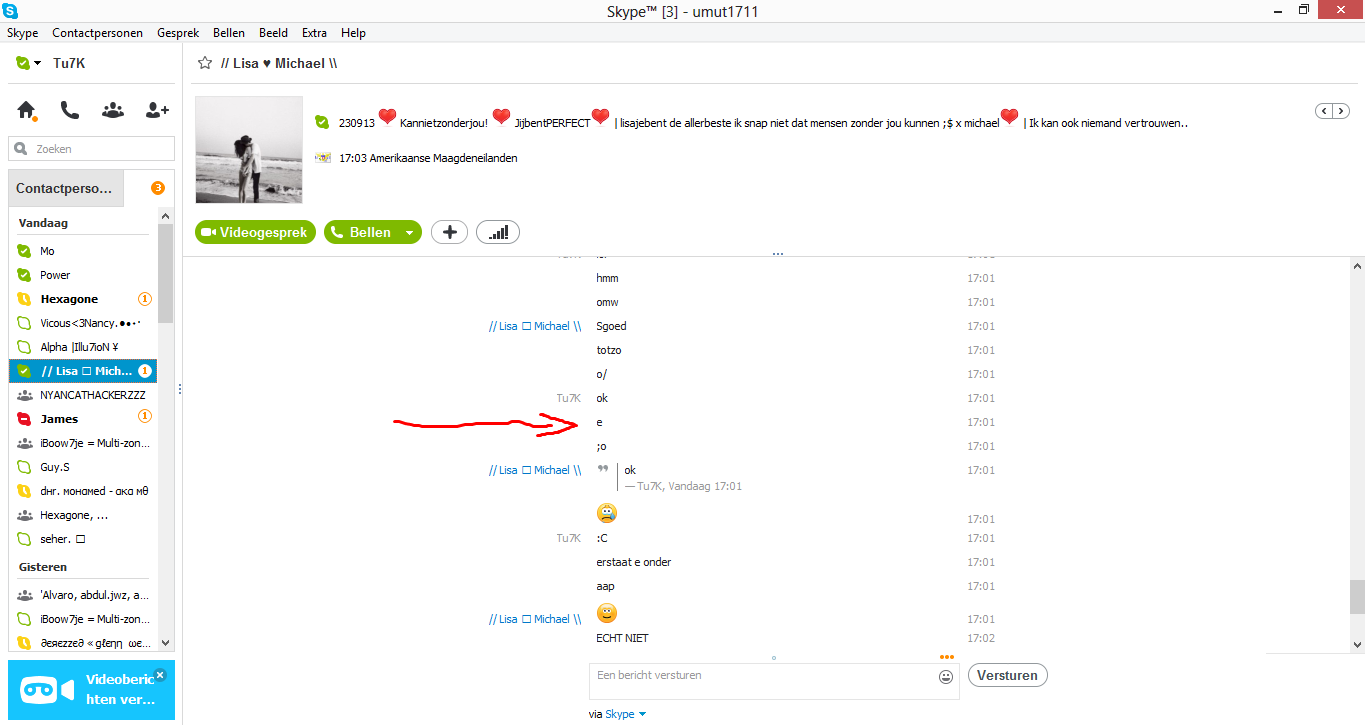 Skype™ [3] - umut1711
Skype Contactpersonen Gesprek Bellen Beeld Extra Help
Tu7K
Zoeken
Contactperso... 3
Vandaag
Mo
Power
Hexagone 1
Vicous<3Nancy.●●•·
Alpha |Illu7ioN ¥
// Lisa □ Mich... 1
NYANCATHACKERZZZ
James 1
iBoow7je = Multi-zon...
Guy.S
dнr. мoнαмed - αkα мθ
Hexagone, ...
seher. □
Gisteren
'Alvaro, abdul.jwz, a...
iBoow7je = Multi-zon...
∂єяєzzє∂ « gℓєηη ωє...
Videoberic
hten ver...
// Lisa ♥ Michael \\
230913 ❤ Kannietzonderjou! ❤ JijbentPERFECT ❤ | lisajebent de allerbeste ik snap niet dat mensen zonder jou kunnen ;$ x michael ❤ | Ik kan ook niemand vertrouwen..
17:03 Amerikaanse Maagdeneilanden
Videogesprek Bellen
hmm 17:01
omw 17:01
// Lisa □ Michael \\ Sgoed 17:01
totzo 17:01
o/ 17:01
Tu7K ok 17:01
e 17:01
;o 17:01
// Lisa □ Michael \\ ❞ ok 17:01
— Tu7K, Vandaag 17:01
17:01
Tu7K :C 17:01
erstaat e onder 17:01
aap 17:01
// Lisa □ Michael \\ 17:01
ECHT NIET 17:02
Een bericht versturen Versturen
via Skype